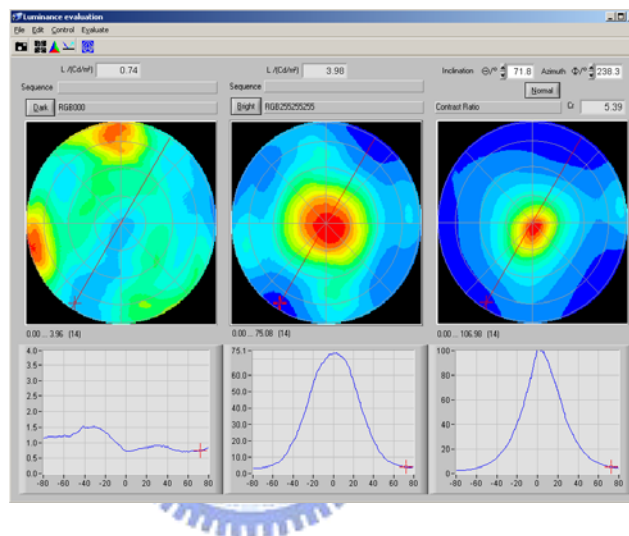 Luminance evaluation
File Edit Control Evaluate
L /(Cd/m²) 0.74 L /(Cd/m²) 3.98 Inclination Θ/° 71.8 Azimuth Φ/° 238.3
Sequence Sequence Normal
Dark RGB000 Bright RGB255255255 Contrast Ratio Cr 5.39
0.00 ... 3.96 (14) 0.00 ... 75.08 (14) 0.00 ... 106.98 (14)
4.0
3.5
3.0
2.5
2.0
1.5
1.0
0.5
0.0
-80 -60 -40 -20 0 20 40 60 80
75.1
60.0
50.0
40.0
30.0
20.0
10.0
0.0
-80 -60 -40 -20 0 20 40 60 80
100
80
60
40
20
0
-80 -60 -40 -20 0 20 40 60 80